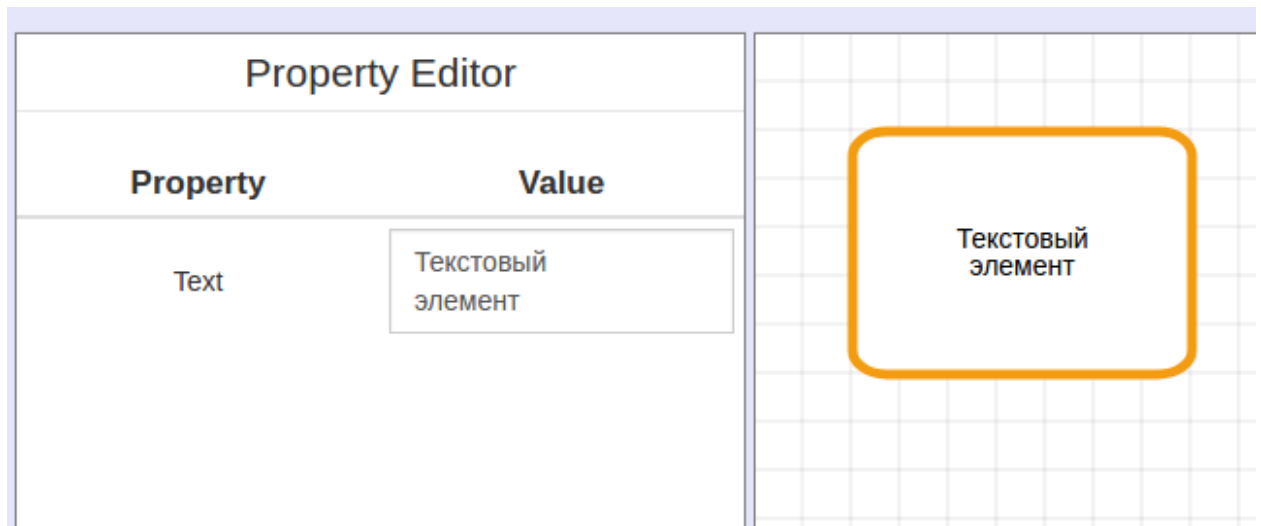 Property Editor
Property Value
Text
Текстовый
элемент
Текстовый
элемент